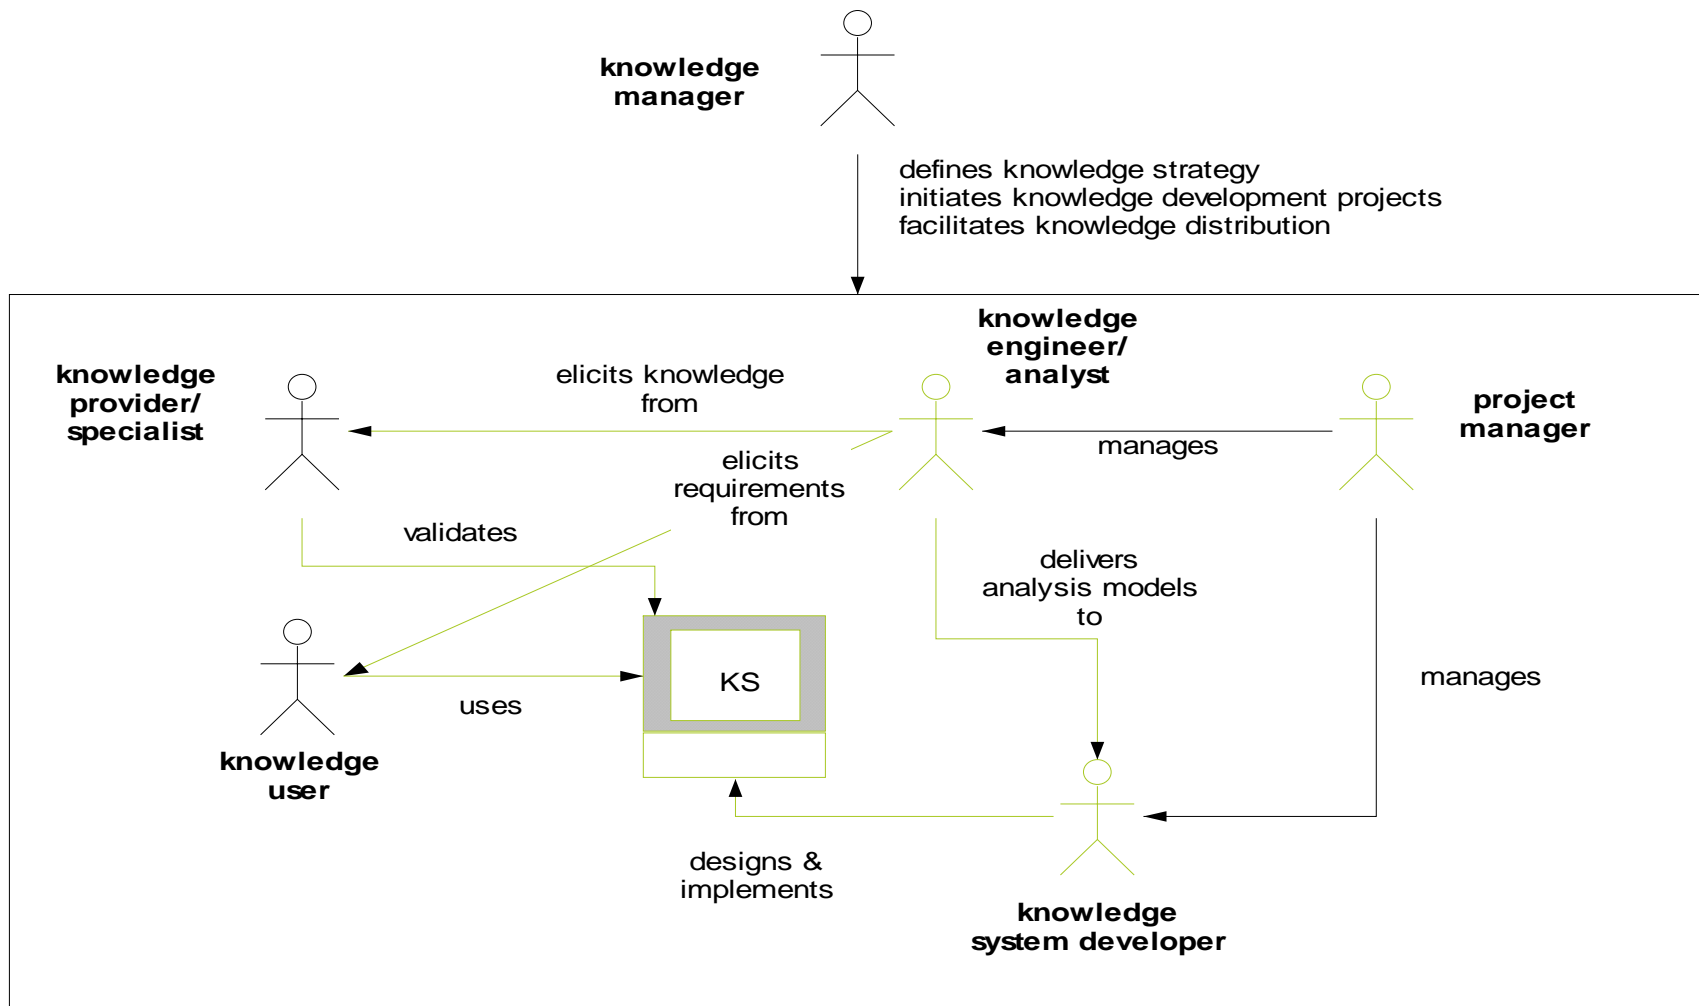 knowledge
manager
defines knowledge strategy
initiates knowledge development projects
facilitates knowledge distribution
knowledge
engineer/
analyst
knowledge
provider/
specialist
elicits knowledge
from
project
manager
manages
elicits
requirements
from
validates
delivers
analysis models
to
KS
manages
uses
knowledge
user
designs &
implements
knowledge
system developer